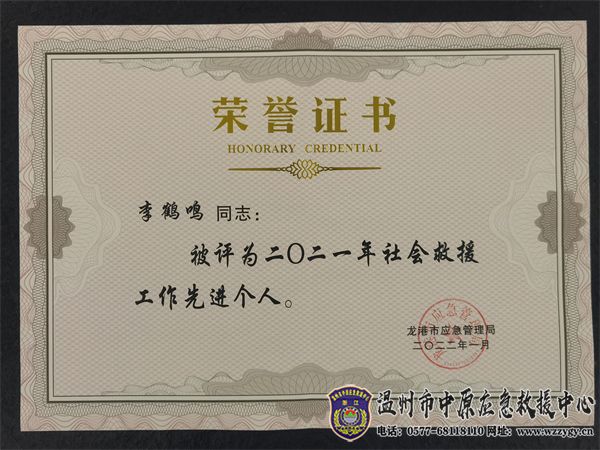 荣誉证书
HONORARY CREDENTIAL
李鹤鸣 同志：
被评为二〇二一年社会救援
工作先进个人。
龙港市应急管理局
二〇二二年一月
温州市中原应急救援中心
电话：0577-68118110 网址：www.wzzygy.cn